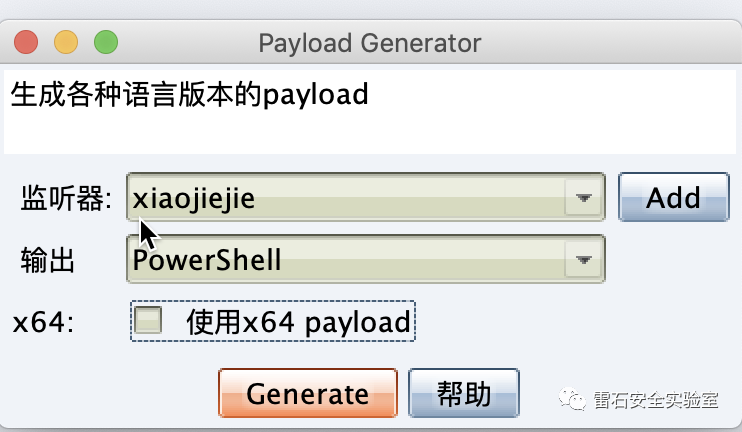 Payload Generator
生成各种语言版本的payload
监听器: xiaojiejie Add
输出 PowerShell
x64: 使用x64 payload
Generate 帮助
雷石安全实验室